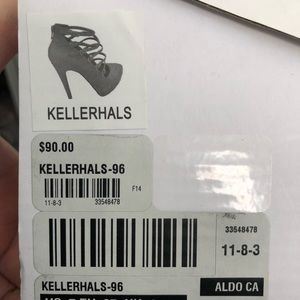 KELLERHALS
$90.00
KELLERHALS-96
F14
11-8-3 33548478
33548478
11-8-3
KELLERHALS-96
ALDO CA